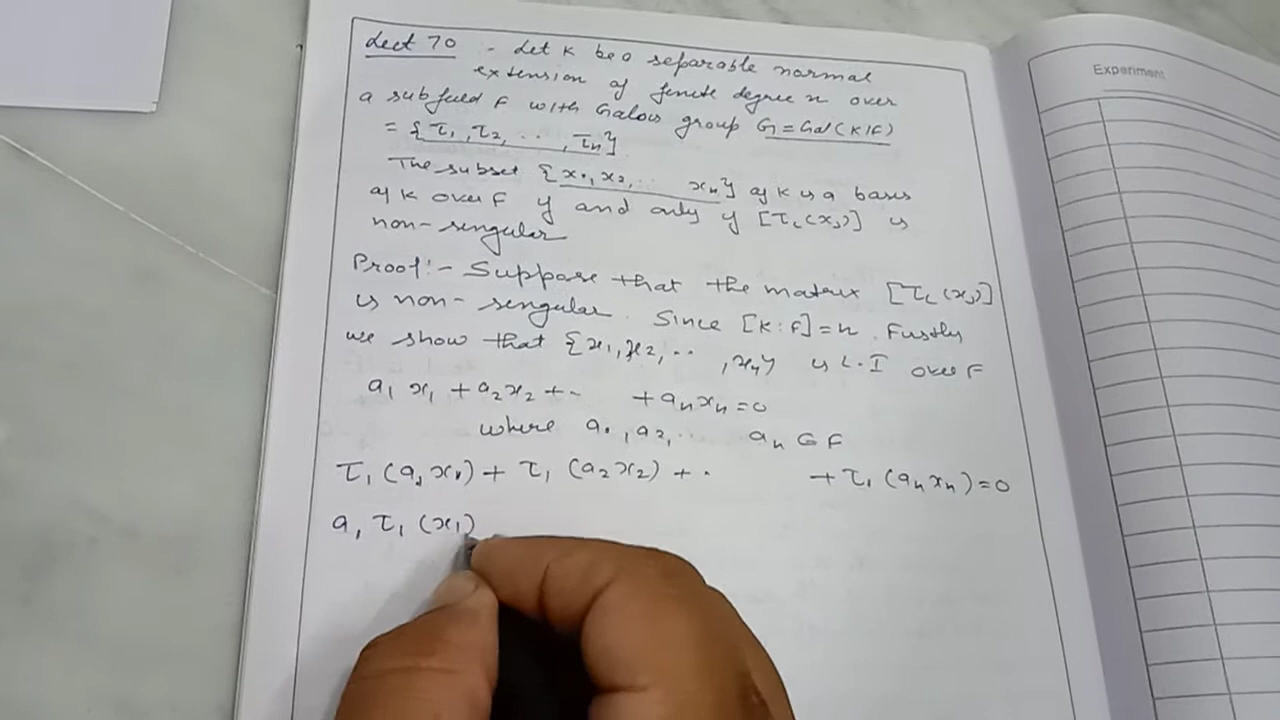 Lect 70 :- Let K be a separable normal
extension of finite degree n over
a subfield F with Galois group G = Gal(K|F)
= {τ₁, τ₂, ..., τₙ}
The subset {x₁, x₂, ... xₙ} of K is a basis
of K over F if and only if [τᵢ(xⱼ)] is
non-singular
Proof:- Suppose that the matrix [τᵢ(xⱼ)]
is non-singular. Since [K:F]=n. Firstly
we show that {x₁, x₂, .. , xₙ} is L.I over F
a₁x₁ + a₂x₂ + .. + aₙxₙ = 0
where a₁, a₂, .. aₙ ∈ F
τ₁(a₁x₁) + τ₁(a₂x₂) + . + τ₁(aₙxₙ) = 0
a₁ τ₁(x₁)
Experiment